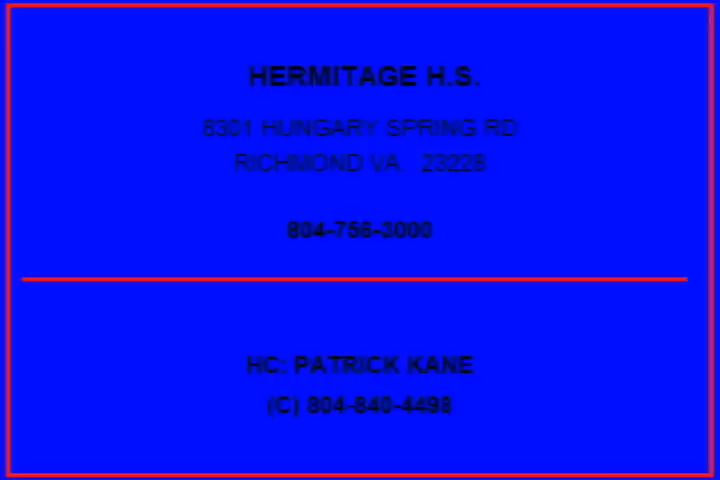 HERMITAGE H.S.
8301 HUNGARY SPRING RD
RICHMOND VA. 23228
804-756-3000
HC: PATRICK KANE
(C) 804-840-4498